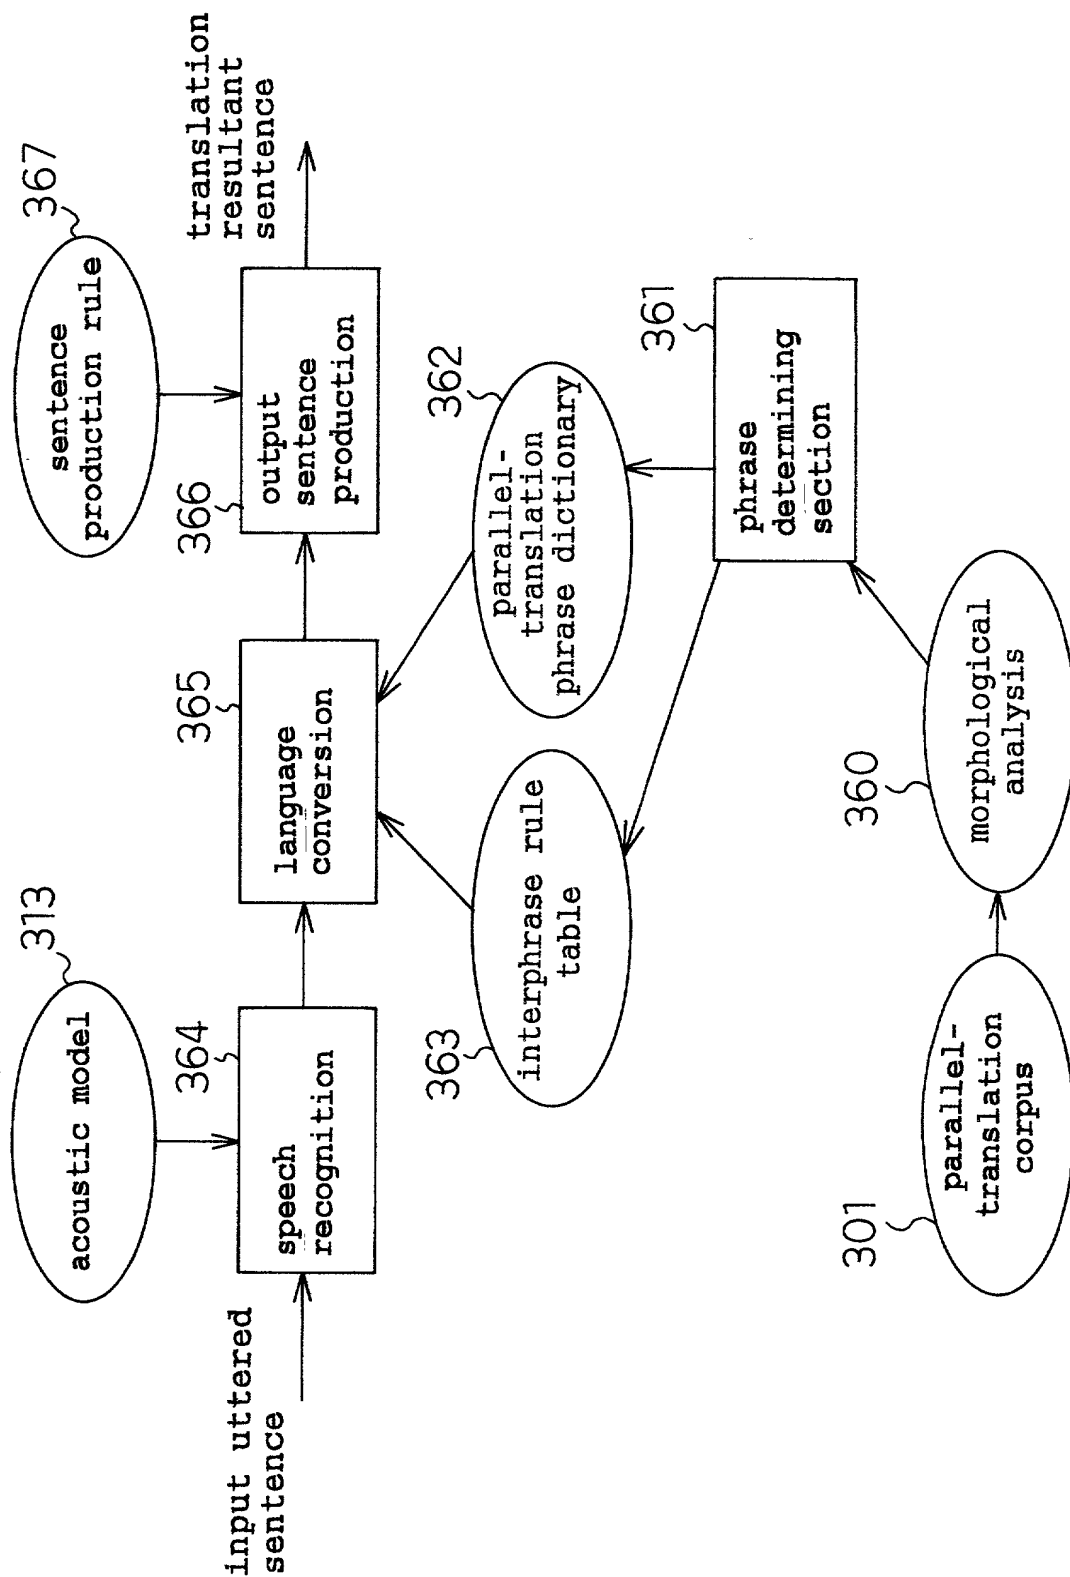 313
acoustic model
367
sentence
production rule
input uttered
sentence
364
speech
recognition
365
language
conversion
366
output
sentence
production
translation
resultant
sentence
363
interphrase rule
table
362
parallel-
translation
phrase dictionary
361
phrase
determining
section
301
parallel-
translation
corpus
360
morphological
analysis